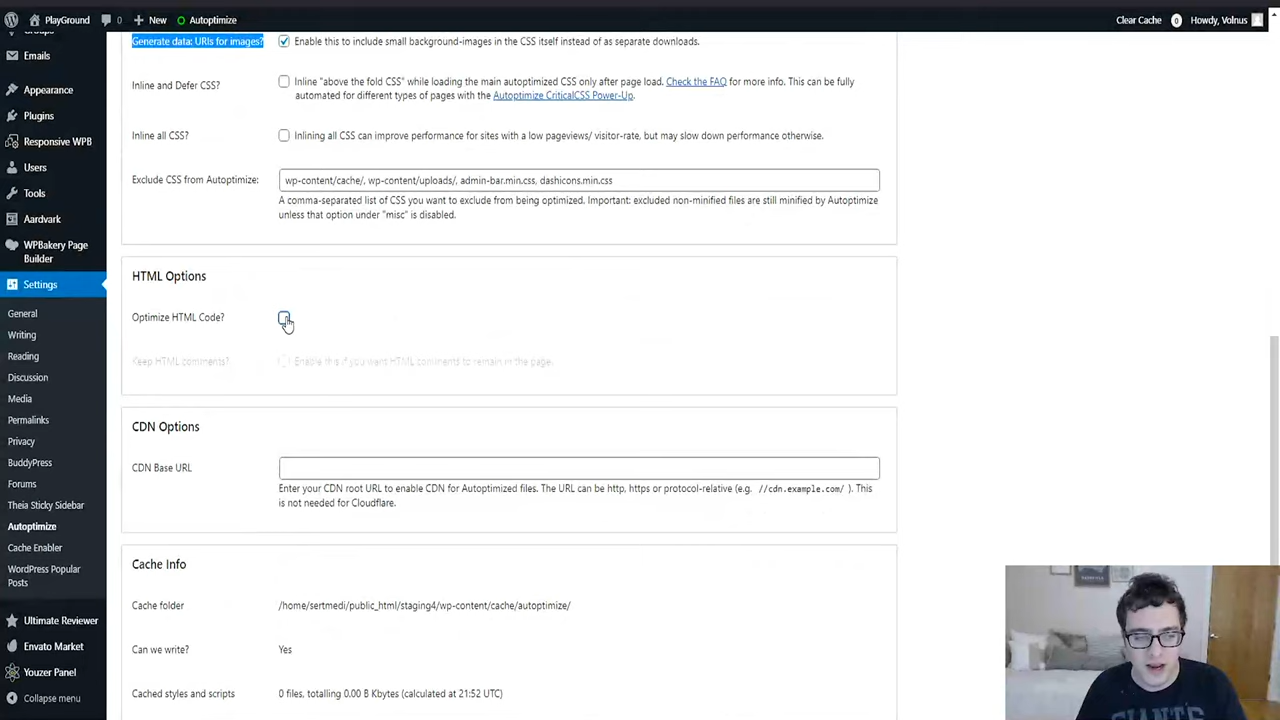 PlayGround 0 New Autoptimize Clear Cache 0 Howdy, Volnus
Emails
Appearance
Plugins
Responsive WPB
Users
Tools
Aardvark
WPBakery Page
Builder
Settings
General
Writing
Reading
Discussion
Media
Permalinks
Privacy
BuddyPress
Forums
Theia Sticky Sidebar
Autoptimize
Cache Enabler
WordPress Popular
Posts
Ultimate Reviewer
Envato Market
Youzer Panel
Collapse menu
Generate data: URIs for images? Enable this to include small background-images in the CSS itself instead of as separate downloads.
Inline and Defer CSS? Inline "above the fold CSS" while loading the main autoptimized CSS only after page load. Check the FAQ for more info. This can be fully
automated for different types of pages with the Autoptimize CriticalCSS Power-Up.
Inline all CSS? Inlining all CSS can improve performance for sites with a low pageviews/ visitor-rate, but may slow down performance otherwise.
Exclude CSS from Autoptimize: wp-content/cache/, wp-content/uploads/, admin-bar.min.css, dashicons.min.css
A comma-separated list of CSS you want to exclude from being optimized. Important: excluded non-minified files are still minified by Autoptimize
unless that option under "misc" is disabled.
HTML Options
Optimize HTML Code?
Keep HTML comments? Enable this if you want HTML comments to remain in the page.
CDN Options
CDN Base URL
Enter your CDN root URL to enable CDN for Autoptimized files. The URL can be http, https or protocol-relative (e.g. //cdn.example.com/ ). This
is not needed for Cloudflare.
Cache Info
Cache folder /home/sertmedi/public_html/staging4/wp-content/cache/autoptimize/
Can we write? Yes
Cached styles and scripts 0 files, totalling 0.00 B Kbytes (calculated at 21:52 UTC)
GIANTS